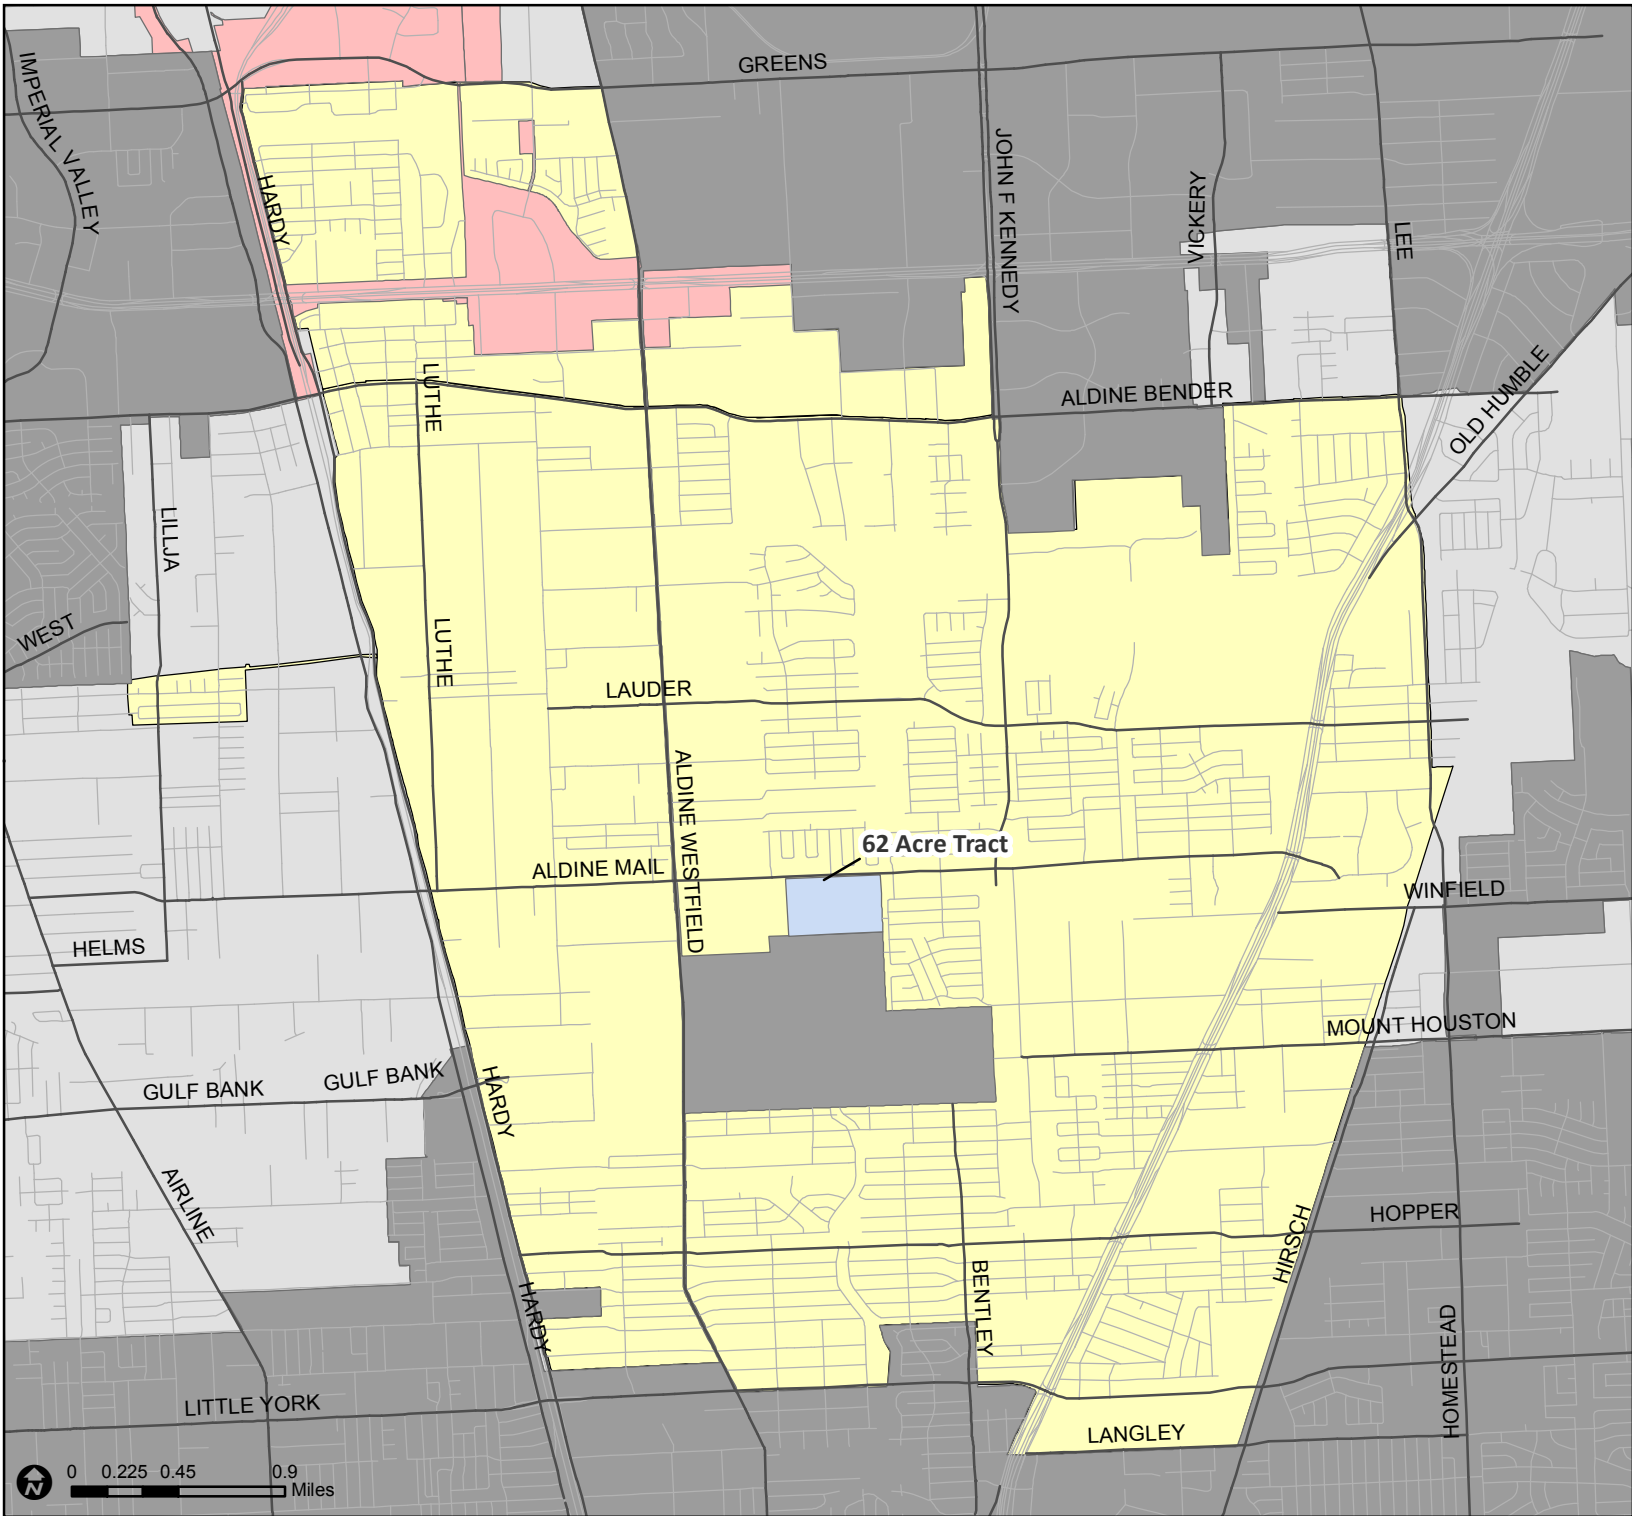 GREENS
IMPERIAL VALLEY
HARDY
JOHN F KENNEDY
VICKERY
LEE
LUTHE
ALDINE BENDER
OLD HUMBLE
LILLJA
WEST
LUTHE
LAUDER
ALDINE WESTFIELD
62 Acre Tract
ALDINE MAIL
WINFIELD
HELMS
MOUNT HOUSTON
GULF BANK
GULF BANK
HARDY
AIRLINE
HOPPER
HIRSCH
BENTLEY
HARDY
HOMESTEAD
LITTLE YORK
LANGLEY
N
0 0.225 0.45 0.9
Miles